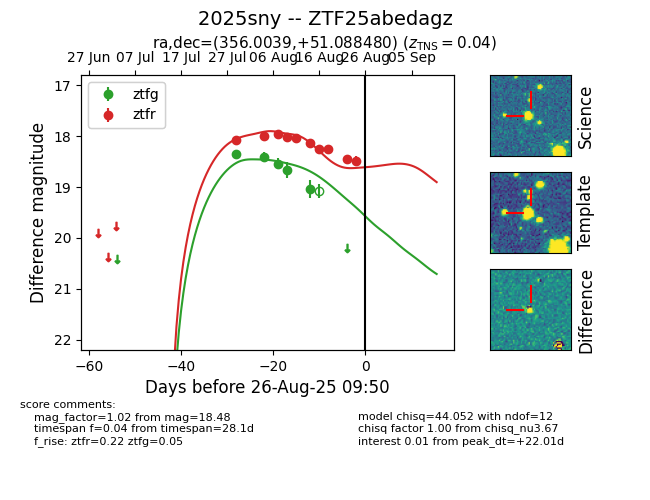 2025sny -- ZTF25abedagz
ra,dec=(356.0039,+51.088480) (z_TNS = 0.04)
27 Jun 07 Jul 17 Jul 27 Jul 06 Aug 16 Aug 26 Aug 05 Sep
ztfg
ztfr
17
18
19
20
21
22
Difference magnitude
−60 −40 −20 0
Days before 26-Aug-25 09:50
Science
Template
Difference
score comments:
mag_factor=1.02 from mag=18.48
timespan f=0.04 from timespan=28.1d
f_rise: ztfr=0.22 ztfg=0.05
model chisq=44.052 with ndof=12
chisq factor 1.00 from chisq_nu3.67
interest 0.01 from peak_dt=+22.01d